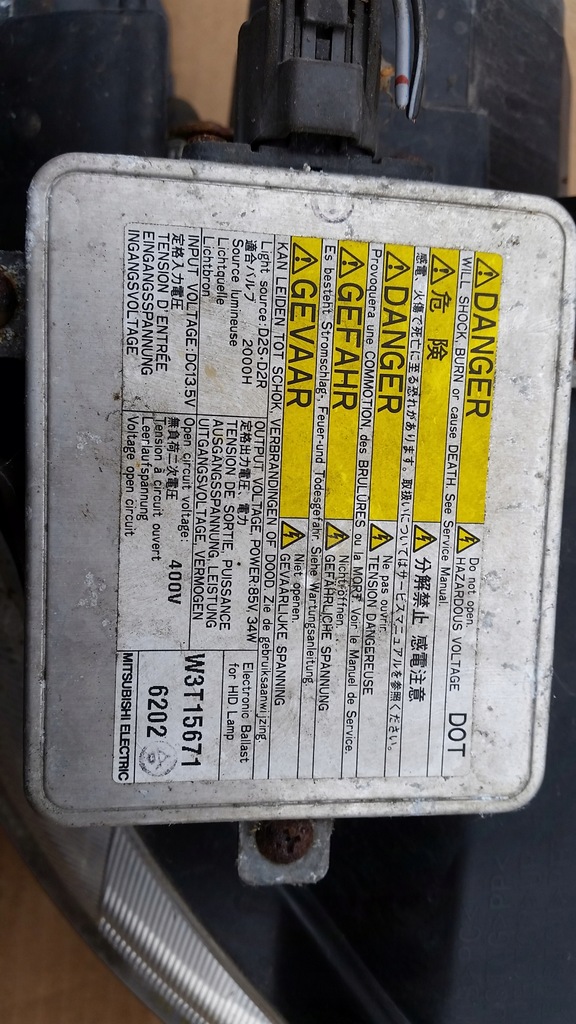 DANGER
WILL SHOCK, BURN or cause DEATH. See Service Manual.
Do not open.
HAZARDOUS VOLTAGE
DOT
危険
感電、火傷で死亡に至る恐れがあります。取扱いについてはサービスマニュアルを参照ください。
分解禁止 感電注意
DANGER
Provoquera une COMMOTION, des BRULURES ou la MORT. Voir le Manuel de Service.
Ne pas ouvrir.
TENSION DANGEREUSE
GEFAHR
Es besteht Stromschlag, Feuer-und Todesgefahr. Siehe Wartungsanleitung.
Nicht öffnen.
GEFÄHRLICHE SPANNUNG
GEVAAR
KAN LEIDEN TOT SCHOK, VERBRANDINGEN OF DOOD. Zie de gebruiksaanwijzing.
Niet openen.
GEVAARLIJKE SPANNING
Light source:D2S·D2R
適合バルブ 2000H
Source lumineuse
Lichtquelle
Lichtbron
INPUT VOLTAGE:DC13.5V
定格入力電圧
TENSION D'ENTRÉE
EINGANGSSPANNUNG
INGANGSVOLTAGE
OUTPUT VOLTAGE, POWER:85V, 34W
定格出力電圧、電力
TENSION DE SORTIE, PUISSANCE
AUSGANGSSPANNUNG, LEISTUNG
UITGANGSVOLTAGE, VERMOGEN
Open circuit voltage:
無負荷二次電圧 400V
Tension à circuit ouvert
Leerlaufspannung
Voltage open circuit
Electronic Ballast
for HID Lamp
W3T15671
6202
MITSUBISHI ELECTRIC